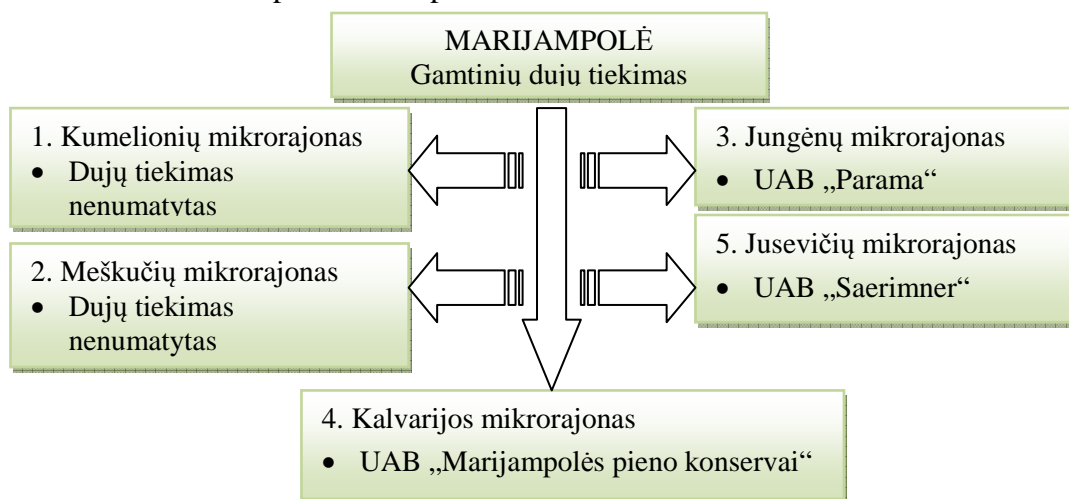 MARIJAMPOLĖ
Gamtinių dujų tiekimas
1. Kumelionių mikrorajonas
• Dujų tiekimas
nenumatytas
2. Meškučių mikrorajonas
• Dujų tiekimas
nenumatytas
3. Jungėnų mikrorajonas
• UAB „Parama“
5. Jusevičių mikrorajonas
• UAB „Saerimner“
4. Kalvarijos mikrorajonas
• UAB „Marijampolės pieno konservai“